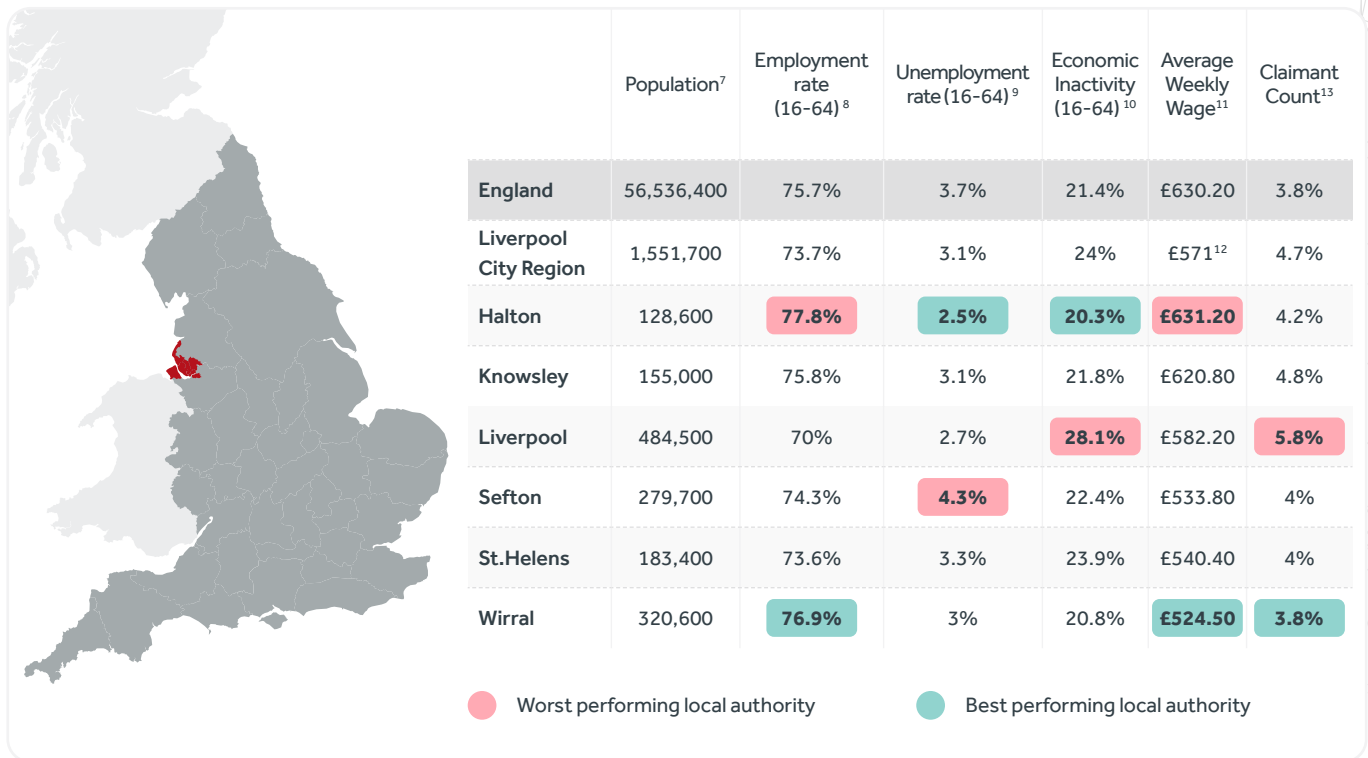 Population⁷ Employment rate (16-64) ⁸ Unemployment rate (16-64) ⁹ Economic Inactivity (16-64) ¹⁰ Average Weekly Wage¹¹ Claimant Count¹³
England 56,536,400 75.7% 3.7% 21.4% £630.20 3.8%
Liverpool City Region 1,551,700 73.7% 3.1% 24% £571¹² 4.7%
Halton 128,600 77.8% 2.5% 20.3% £631.20 4.2%
Knowsley 155,000 75.8% 3.1% 21.8% £620.80 4.8%
Liverpool 484,500 70% 2.7% 28.1% £582.20 5.8%
Sefton 279,700 74.3% 4.3% 22.4% £533.80 4%
St.Helens 183,400 73.6% 3.3% 23.9% £540.40 4%
Wirral 320,600 76.9% 3% 20.8% £524.50 3.8%
Worst performing local authority
Best performing local authority